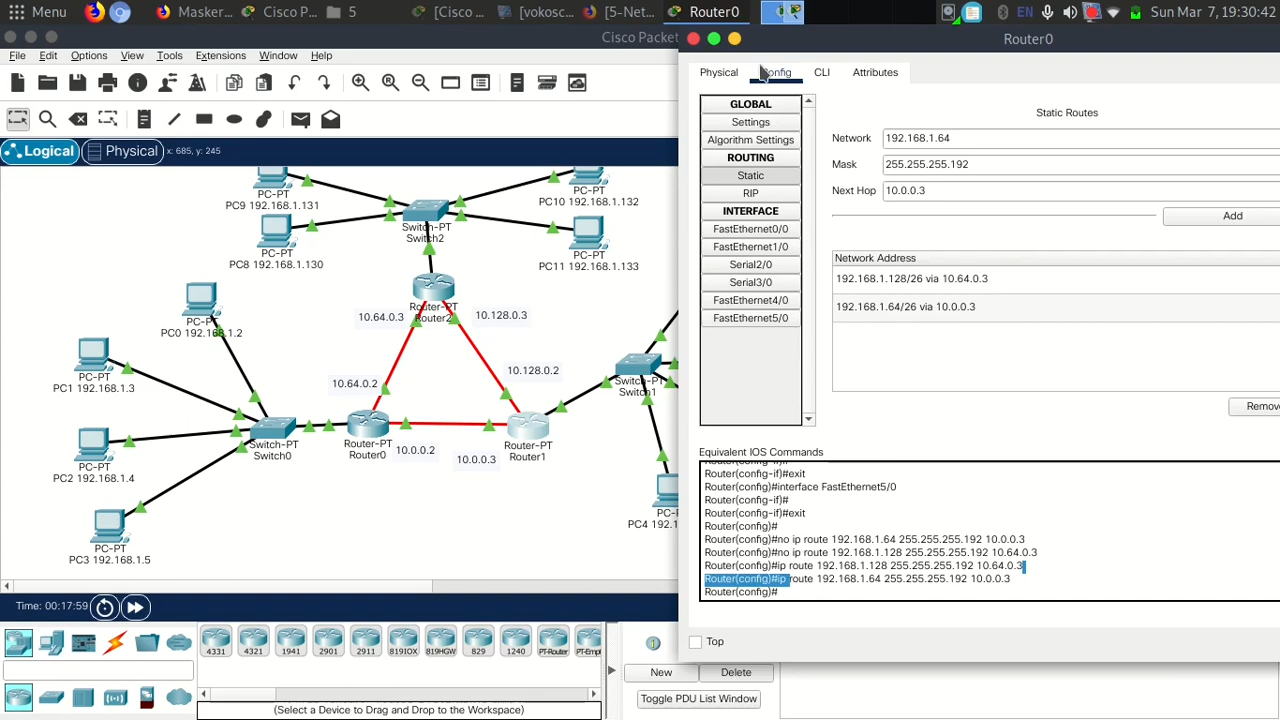 Menu
Masker...
Cisco P...
5
[Cisco ...
[vokosc...
[5-Net...
Router0
EN
Sun Mar 7, 19:30:42
Cisco Packet
Router0
File Edit Options View Tools Extensions Window Help
Physical Config CLI Attributes
Logical Physical x: 685, y: 245
GLOBAL
Settings
Algorithm Settings
ROUTING
Static
RIP
INTERFACE
FastEthernet0/0
FastEthernet1/0
Serial2/0
Serial3/0
FastEthernet4/0
FastEthernet5/0
Static Routes
Network 192.168.1.64
Mask 255.255.255.192
Next Hop 10.0.0.3
Add
Network Address
192.168.1.128/26 via 10.64.0.3
192.168.1.64/26 via 10.0.0.3
Remov
PC-PT
PC9 192.168.1.131
PC-PT
PC10 192.168.1.132
Switch-PT
Switch2
PC-PT
PC8 192.168.1.130
PC-PT
PC11 192.168.1.133
Router-PT
Router2
10.64.0.3
10.128.0.3
PC-PT
PC0 192.168.1.2
PC-PT
PC1 192.168.1.3
10.64.0.2
10.128.0.2
Switch-PT
Switch1
PC-PT
PC2 192.168.1.4
Switch-PT
Switch0
Router-PT
Router0
10.0.0.2
10.0.0.3
Router-PT
Router1
PC-PT
PC3 192.168.1.5
PC-
PC4 192.1
Equivalent IOS Commands
Router(config-if)#
Router(config-if)#exit
Router(config)#interface FastEthernet5/0
Router(config-if)#
Router(config-if)#exit
Router(config)#
Router(config)#no ip route 192.168.1.64 255.255.255.192 10.0.0.3
Router(config)#no ip route 192.168.1.128 255.255.255.192 10.64.0.3
Router(config)#ip route 192.168.1.128 255.255.255.192 10.64.0.3
Router(config)#ip route 192.168.1.64 255.255.255.192 10.0.0.3
Router(config)#
Top
Time: 00:17:59
4331 4321 1941 2901 2911 819IOX 819HGW 829 1240 PT-Router PT-Empt
(Select a Device to Drag and Drop to the Workspace)
New Delete
Toggle PDU List Window